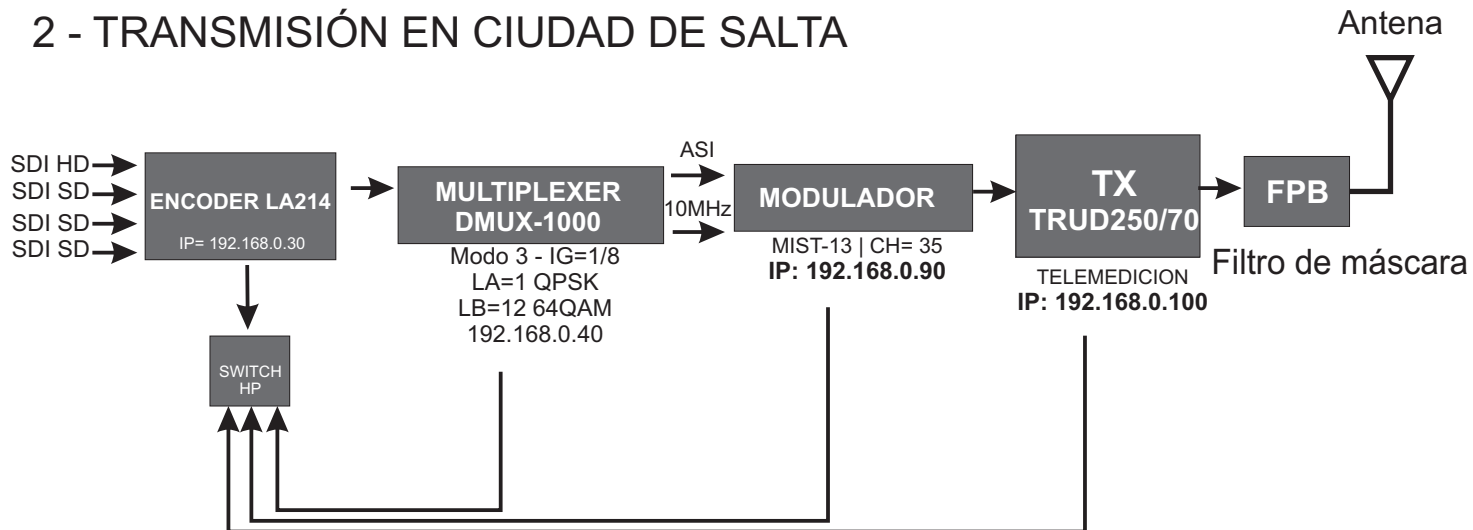 2 - TRANSMISIÓN EN CIUDAD DE SALTA
Antena
SDI HD
SDI SD
SDI SD
SDI SD
ENCODER LA214
IP= 192.168.0.30
MULTIPLEXER
DMUX-1000
Modo 3 - IG=1/8
LA=1 QPSK
LB=12 64QAM
192.168.0.40
ASI
10MHz
MODULADOR
MIST-13 | CH= 35
IP: 192.168.0.90
TX
TRUD250/70
TELEMEDICION
IP: 192.168.0.100
FPB
Filtro de máscara
SWITCH
HP